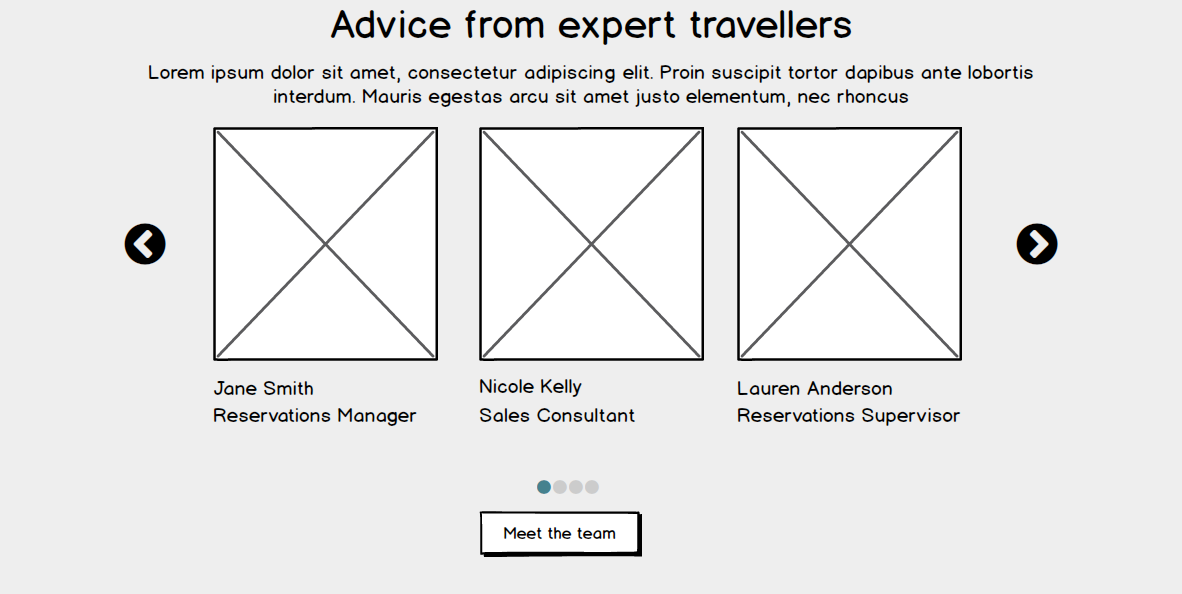 Advice from expert travellers
Lorem ipsum dolor sit amet, consectetur adipiscing elit. Proin suscipit tortor dapibus ante lobortis
interdum. Mauris egestas arcu sit amet justo elementum, nec rhoncus
Jane Smith
Reservations Manager
Nicole Kelly
Sales Consultant
Lauren Anderson
Reservations Supervisor
Meet the team